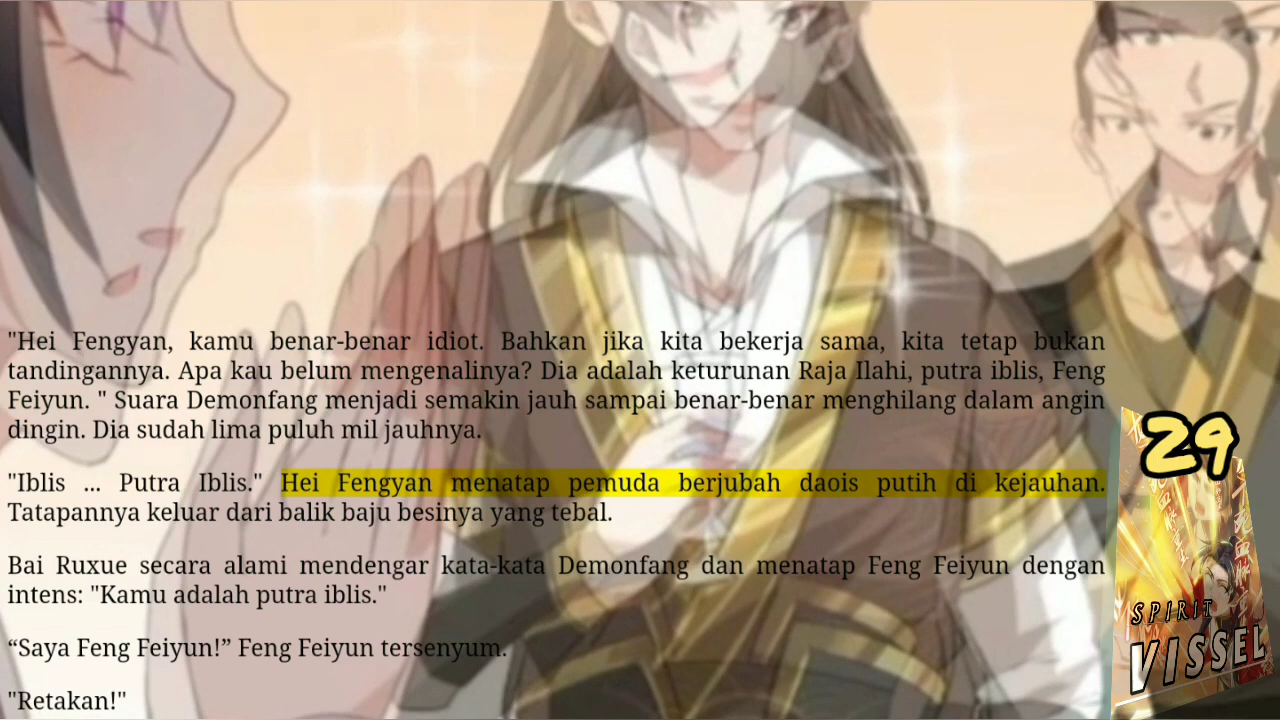 "Hei Fengyan, kamu benar-benar idiot. Bahkan jika kita bekerja sama, kita tetap bukan
tandingannya. Apa kau belum mengenalinya? Dia adalah keturunan Raja Ilahi, putra iblis, Feng
Feiyun. " Suara Demonfang menjadi semakin jauh sampai benar-benar menghilang dalam angin
dingin. Dia sudah lima puluh mil jauhnya.
"Iblis ... Putra Iblis." Hei Fengyan menatap pemuda berjubah daois putih di kejauhan.
Tatapannya keluar dari balik baju besinya yang tebal.
Bai Ruxue secara alami mendengar kata-kata Demonfang dan menatap Feng Feiyun dengan
intens: "Kamu adalah putra iblis."
“Saya Feng Feiyun!” Feng Feiyun tersenyum.
"Retakan!"
29
SPIRIT
VISSEL